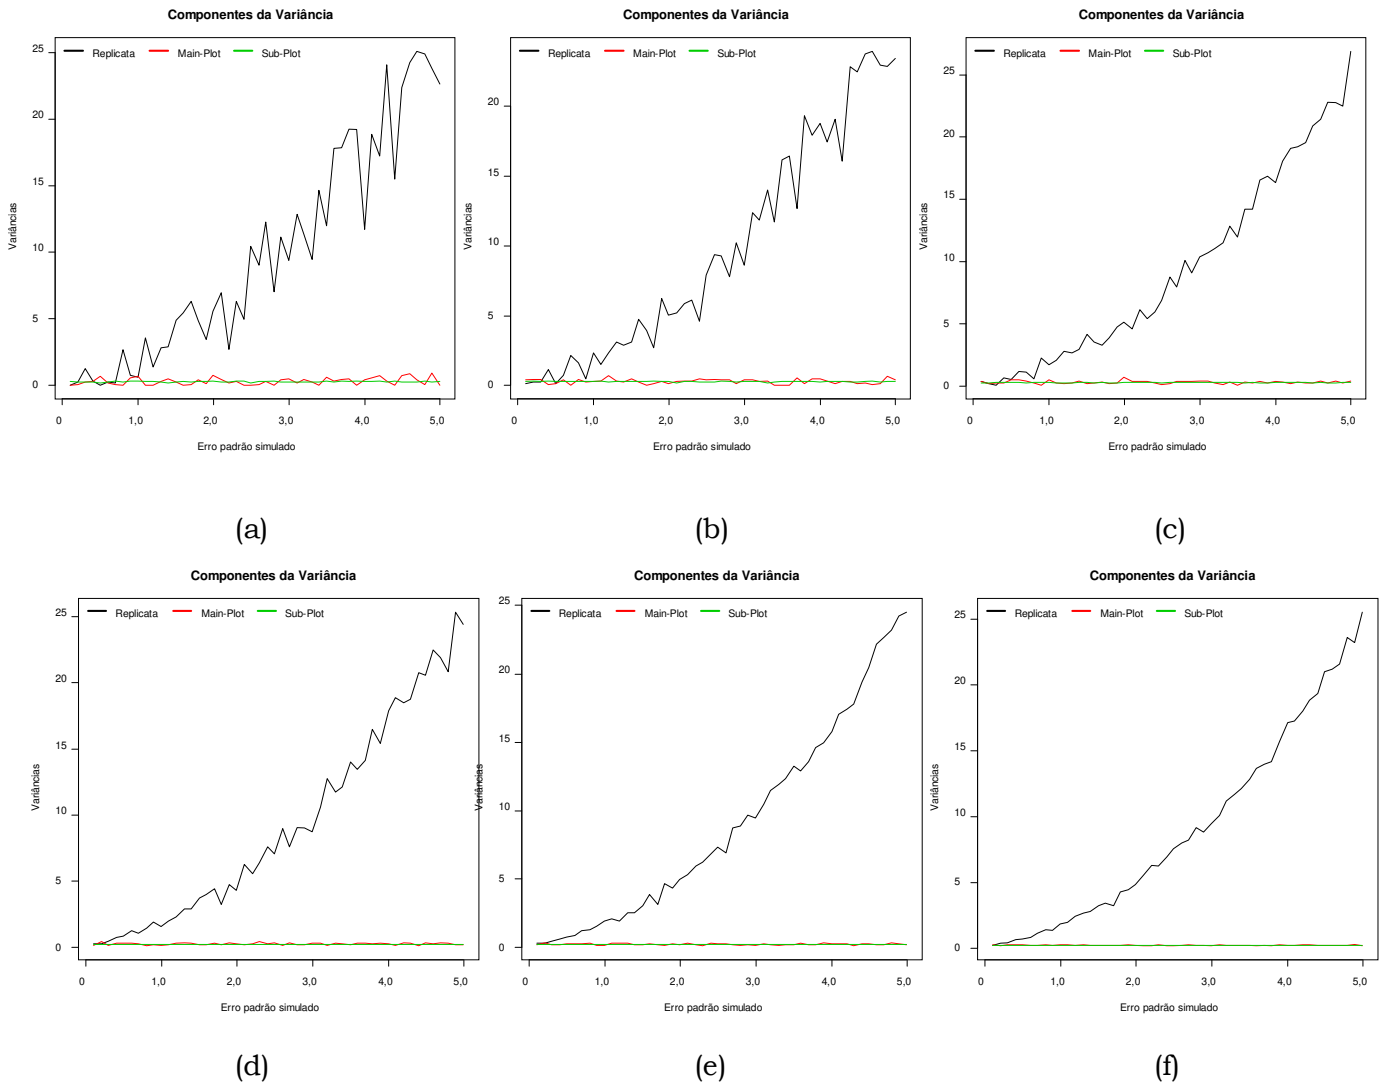 Componentes da Variância
Replicata Main-Plot Sub-Plot
25
20
15
10
5
0
Variâncias
0 1,0 2,0 3,0 4,0 5,0
Erro padrão simulado
(a)
Componentes da Variância
Replicata Main-Plot Sub-Plot
20
15
10
5
0
Variâncias
0 1,0 2,0 3,0 4,0 5,0
Erro padrão simulado
(b)
Componentes da Variância
Replicata Main-Plot Sub-Plot
25
20
15
10
5
0
Variâncias
0 1,0 2,0 3,0 4,0 5,0
Erro padrão simulado
(c)
Componentes da Variância
Replicata Main-Plot Sub-Plot
25
20
15
10
5
0
Variâncias
0 1,0 2,0 3,0 4,0 5,0
Erro padrão simulado
(d)
Componentes da Variância
Replicata Main-Plot Sub-Plot
25
20
15
10
5
0
Variâncias
0 1,0 2,0 3,0 4,0 5,0
Erro padrão simulado
(e)
Componentes da Variância
Replicata Main-Plot Sub-Plot
25
20
15
10
5
0
Variâncias
0 1,0 2,0 3,0 4,0 5,0
Erro padrão simulado
(f)